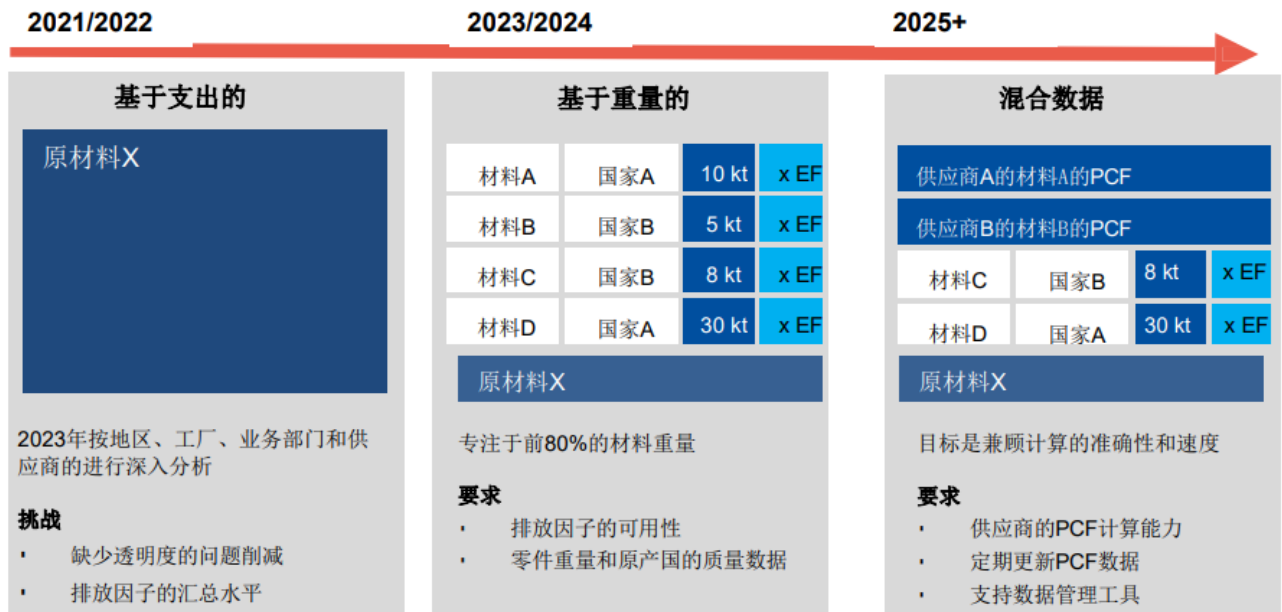 2021/2022
2023/2024
2025+
基于支出的
原材料X
2023年按地区、工厂、业务部门和供
应商的进行深入分析
挑战
· 缺少透明度的问题削减
· 排放因子的汇总水平
基于重量的
材料A 国家A 10 kt x EF
材料B 国家B 5 kt x EF
材料C 国家B 8 kt x EF
材料D 国家A 30 kt x EF
原材料X
专注于前80%的材料重量
要求
· 排放因子的可用性
· 零件重量和原产国的质量数据
混合数据
供应商A的材料A的PCF
供应商B的材料B的PCF
材料C 国家B 8 kt x EF
材料D 国家A 30 kt x EF
原材料X
目标是兼顾计算的准确性和速度
要求
· 供应商的PCF计算能力
· 定期更新PCF数据
· 支持数据管理工具